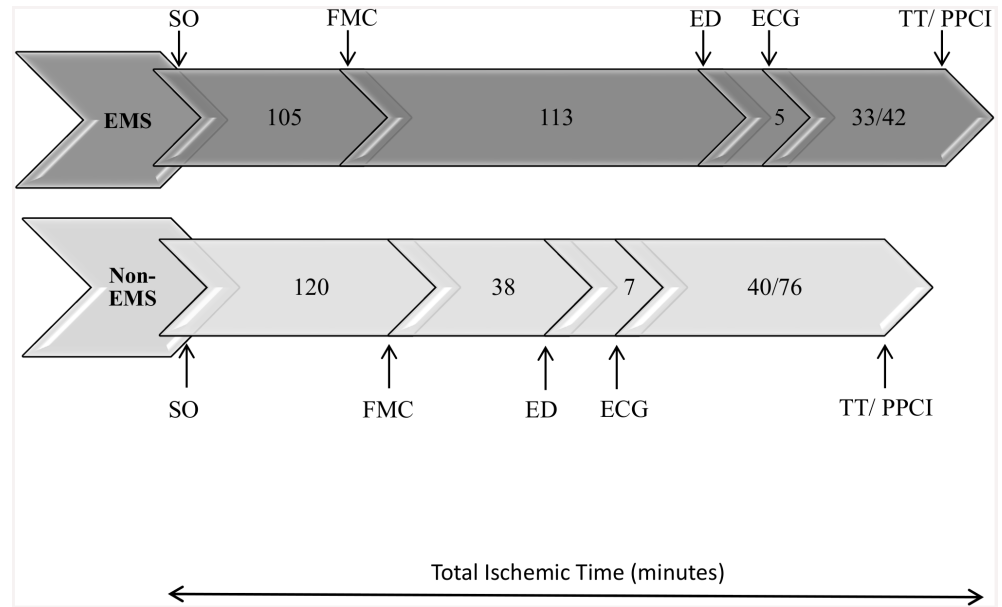 SO FMC ED ECG TT/ PPCI
EMS 105 113 5 33/42
Non-
EMS
120 38 7 40/76
SO FMC ED ECG TT/ PPCI
Total Ischemic Time (minutes)